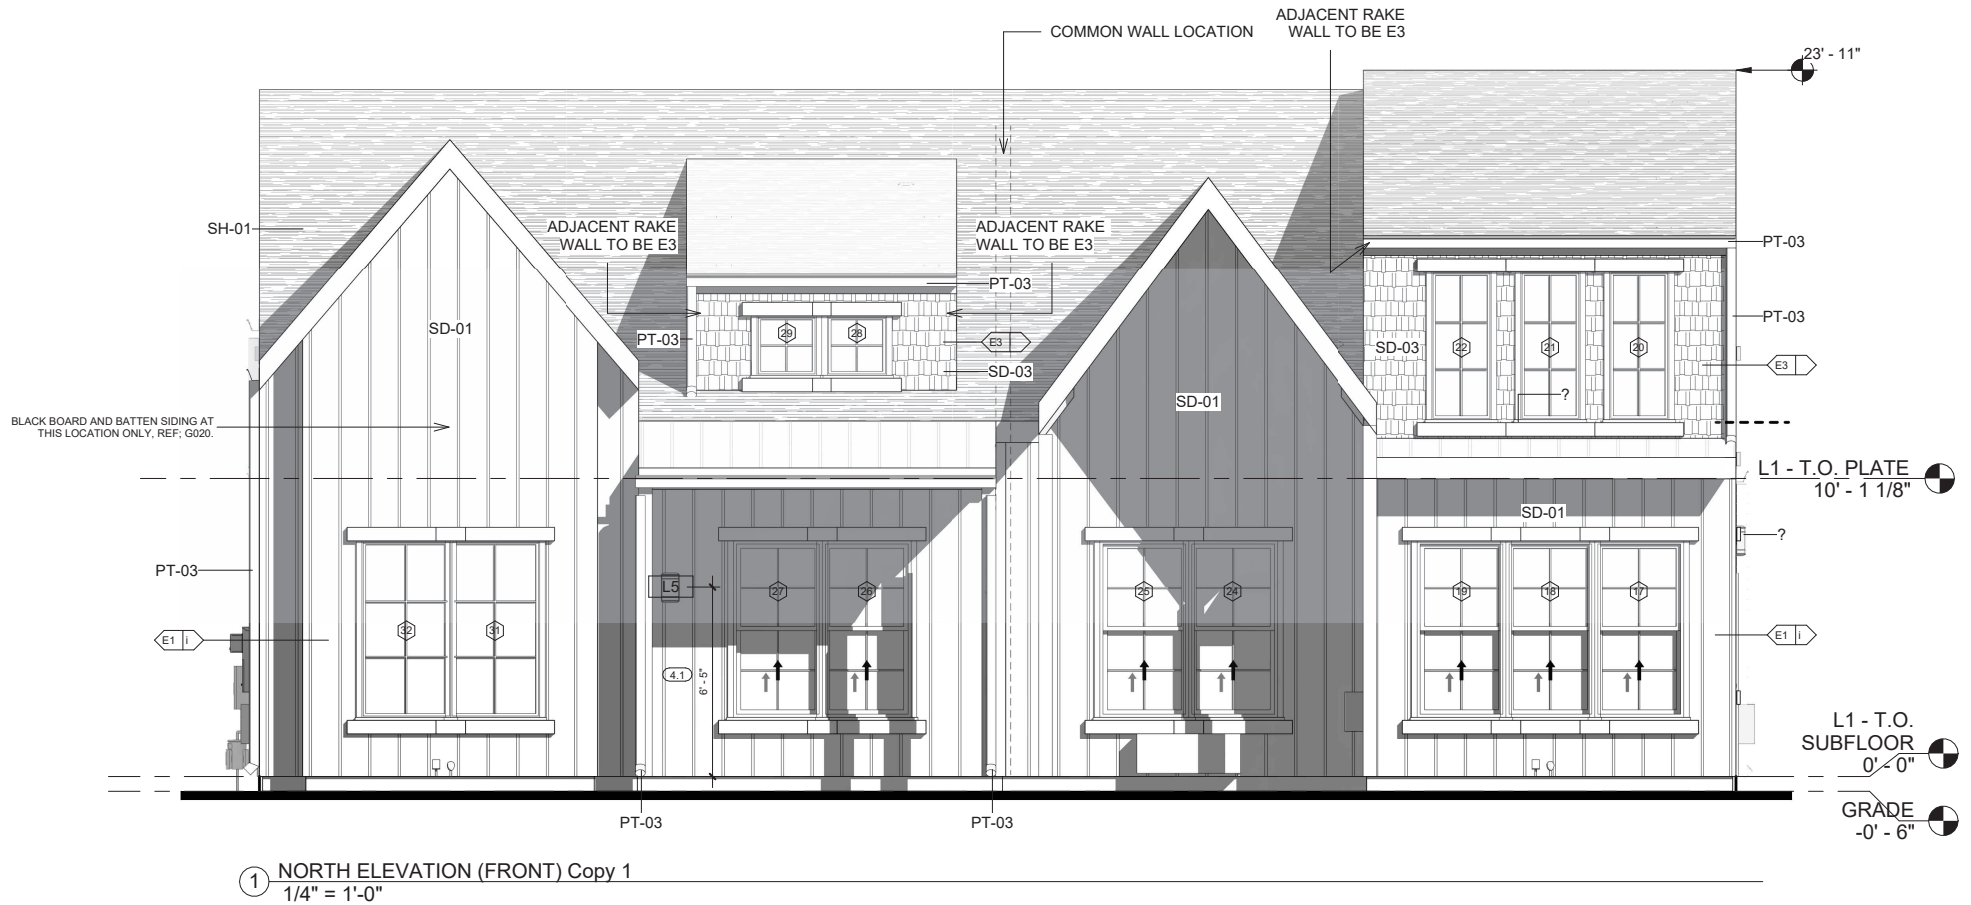 ADJACENT RAKE
WALL TO BE E3
COMMON WALL LOCATION
23' - 11"
SH-01
ADJACENT RAKE
WALL TO BE E3
ADJACENT RAKE
WALL TO BE E3
PT-03
PT-03
PT-03
SD-01
29
28
PT-03
E3
SD-03
SD-03
22
21
20
E3
SD-01
?
BLACK BOARD AND BATTEN SIDING AT
THIS LOCATION ONLY, REF; G020.
L1 - T.O. PLATE
10' - 1 1/8"
SD-01
?
PT-03
L5
27
26
25
24
19
18
17
32
31
E1 i
E1 i
4.1
6' - 5"
L1 - T.O.
SUBFLOOR
0' - 0"
GRADE
-0' - 6"
PT-03
PT-03
1
NORTH ELEVATION (FRONT) Copy 1
1/4" = 1'-0"